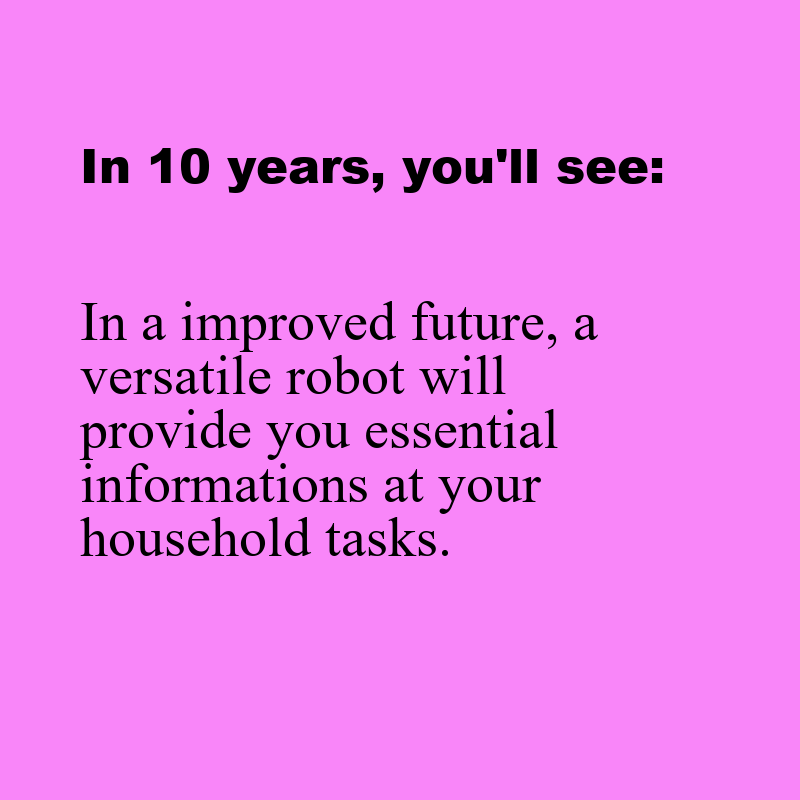 In 10 years, you'll see:
In a improved future, a
versatile robot will
provide you essential
informations at your
household tasks.